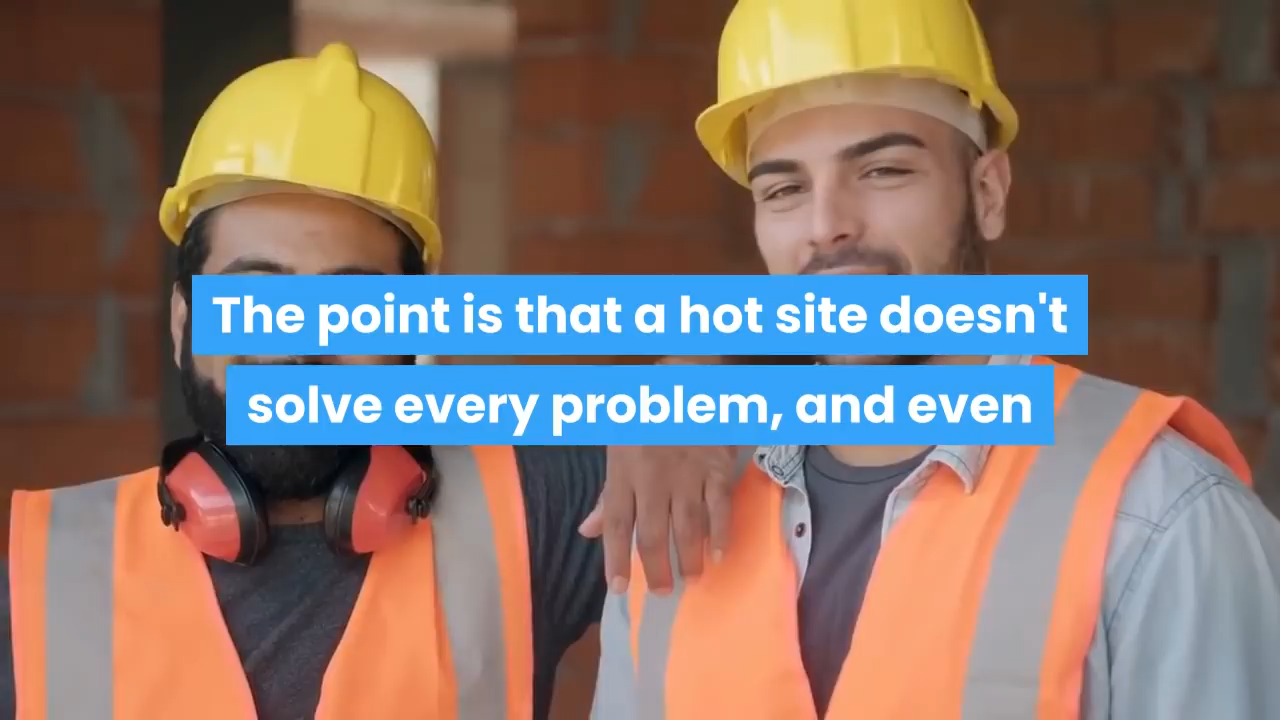 The point is that a hot site doesn't
solve every problem, and even